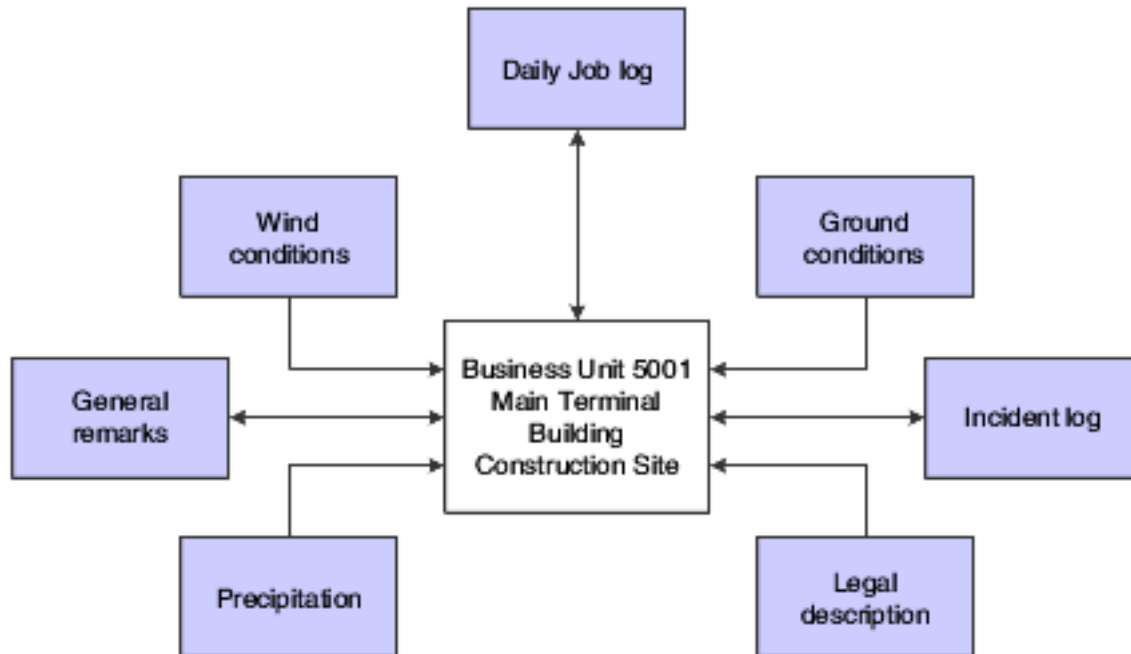 Daily Job log
Wind
conditions
Ground
conditions
Business Unit 5001
Main Terminal
Building
Construction Site
General
remarks
Incident log
Precipitation
Legal
description